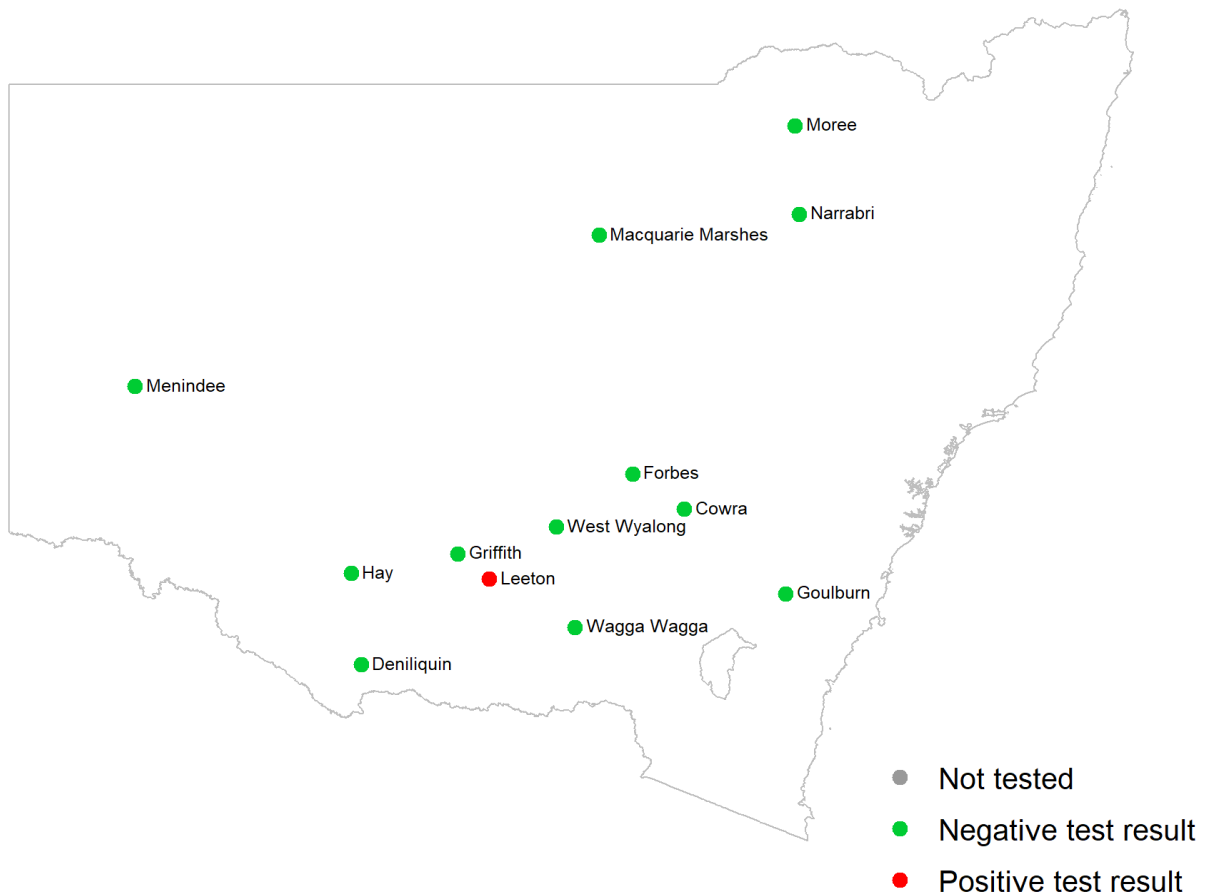 Moree
Narrabri
Macquarie Marshes
Menindee
Forbes
Cowra
West Wyalong
Griffith
Hay
Leeton
Goulburn
Wagga Wagga
Deniliquin
Not tested
Negative test result
Positive test result